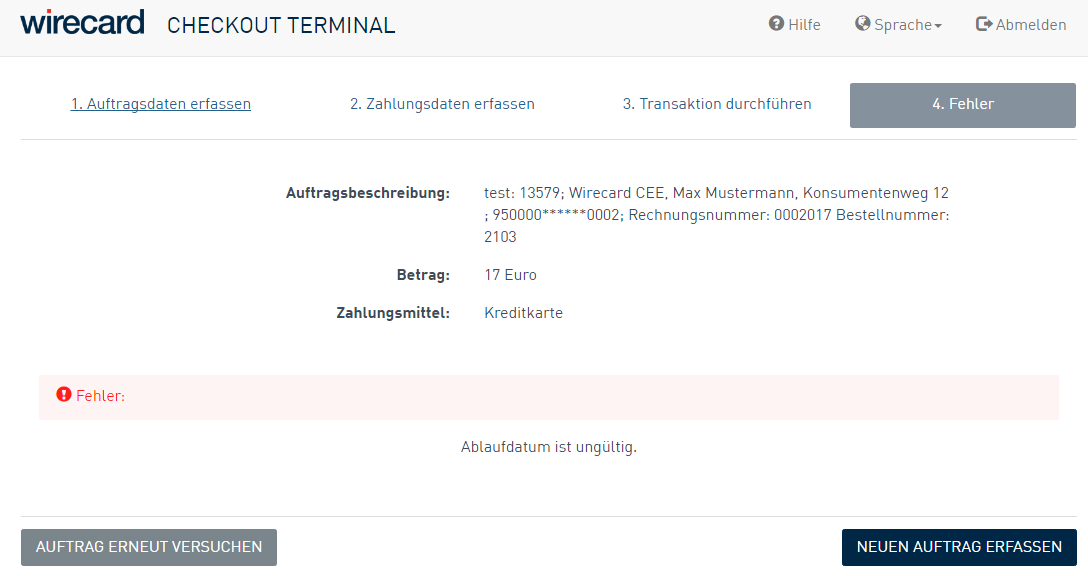 wirecard CHECKOUT TERMINAL Hilfe Sprache Abmelden
1. Auftragsdaten erfassen 2. Zahlungsdaten erfassen 3. Transaktion durchführen 4. Fehler
Auftragsbeschreibung: test: 13579; Wirecard CEE, Max Mustermann, Konsumentenweg 12
; 950000******0002; Rechnungsnummer: 0002017 Bestellnummer:
2103
Betrag: 17 Euro
Zahlungsmittel: Kreditkarte
Fehler:
Ablaufdatum ist ungültig.
AUFTRAG ERNEUT VERSUCHEN NEUEN AUFTRAG ERFASSEN